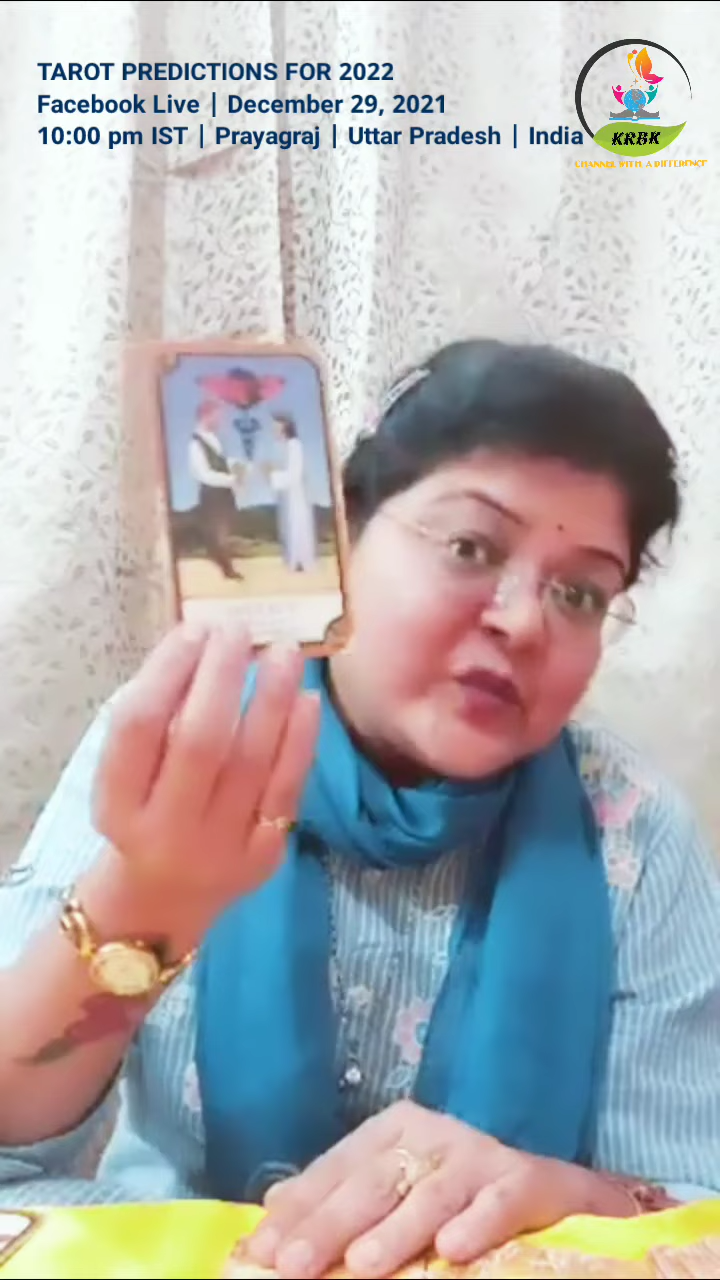 TAROT PREDICTIONS FOR 2022
Facebook Live | December 29, 2021
10:00 pm IST | Prayagraj | Uttar Pradesh | India
KRBK
CHANNEL WITH A DIFFERENCE